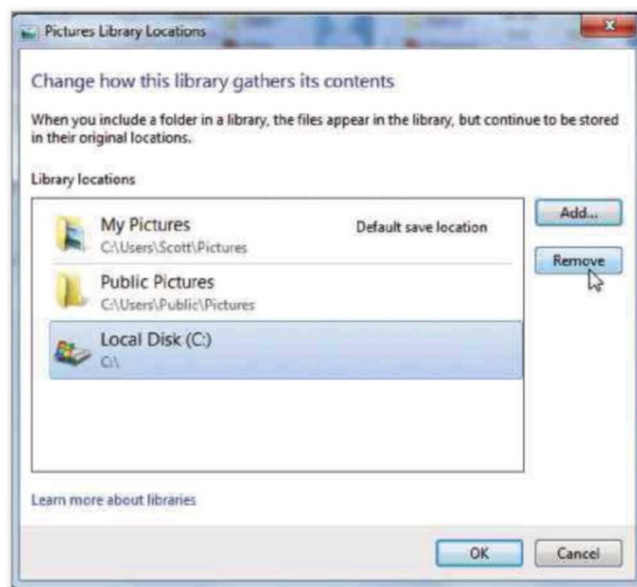 Pictures Library Locations
Change how this library gathers its contents
When you include a folder in a library, the files appear in the library, but continue to be stored
in their original locations.
Library locations
My Pictures Default save location
C:\Users\Scott\Pictures
Public Pictures
C:\Users\Public\Pictures
Local Disk (C:)
C:\
Add...
Remove
Learn more about libraries
OK Cancel